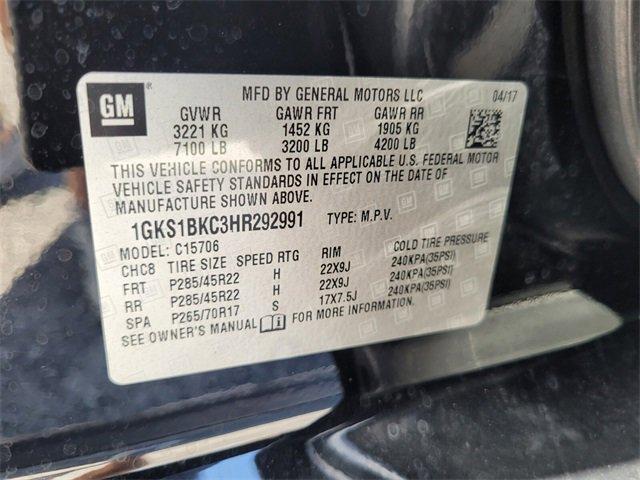 GM
MFD BY GENERAL MOTORS LLC 04/17
GVWR GAWR FRT GAWR RR
3221 KG 1452 KG 1905 KG
7100 LB 3200 LB 4200 LB
THIS VEHICLE CONFORMS TO ALL APPLICABLE U.S. FEDERAL MOTOR
VEHICLE SAFETY STANDARDS IN EFFECT ON THE DATE OF
MANUFACTURE SHOWN ABOVE.
1GKS1BKC3HR292991 TYPE: M.P.V.
MODEL: C15706
CHC8 TIRE SIZE SPEED RTG RIM COLD TIRE PRESSURE
FRT P285/45R22 H 22X9J 240KPA(35PSI)
RR P285/45R22 H 22X9J 240KPA(35PSI)
SPA P265/70R17 S 17X7.5J 240KPA(35PSI)
SEE OWNER'S MANUAL FOR MORE INFORMATION.